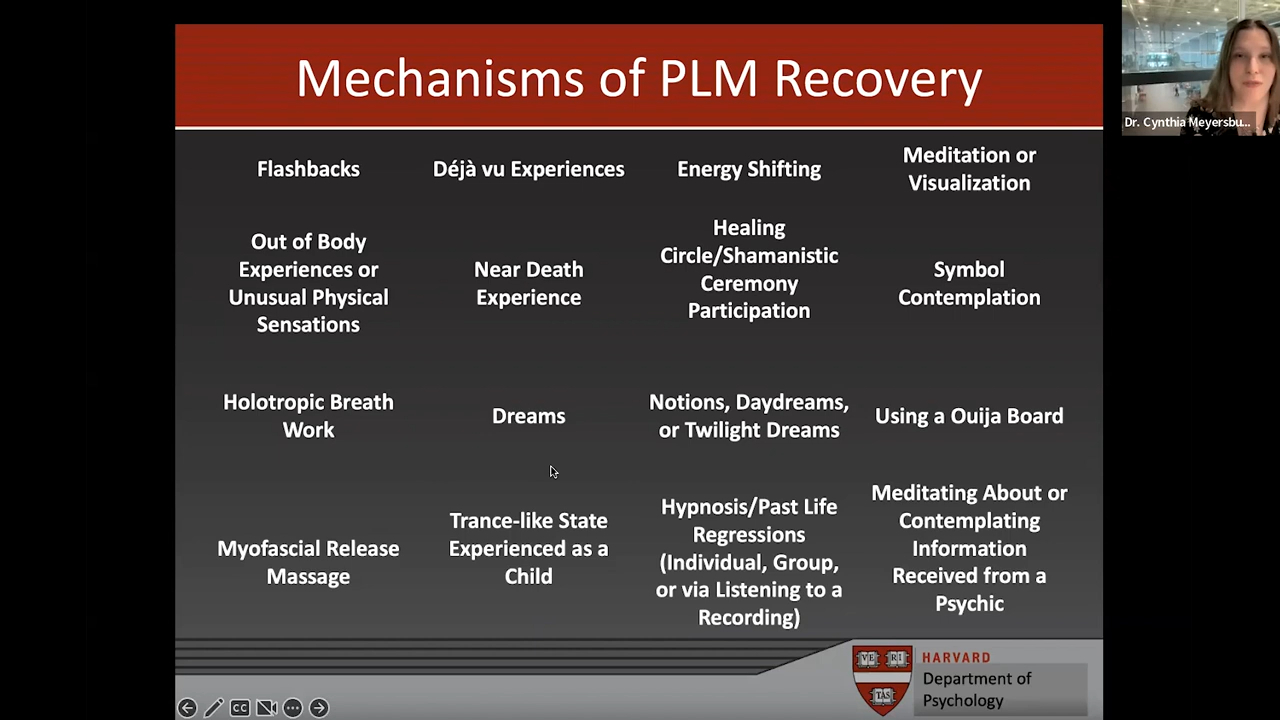 Mechanisms of PLM Recovery
Flashbacks
Déjà vu Experiences
Energy Shifting
Meditation or
Visualization
Out of Body
Experiences or
Unusual Physical
Sensations
Near Death
Experience
Healing
Circle/Shamanistic
Ceremony
Participation
Symbol
Contemplation
Holotropic Breath
Work
Dreams
Notions, Daydreams,
or Twilight Dreams
Using a Ouija Board
Myofascial Release
Massage
Trance-like State
Experienced as a
Child
Hypnosis/Past Life
Regressions
(Individual, Group,
or via Listening to a
Recording)
Meditating About or
Contemplating
Information
Received from a
Psychic
VE RI
TAS
HARVARD
Department of
Psychology
CC
Dr. Cynthia Meyersbu...